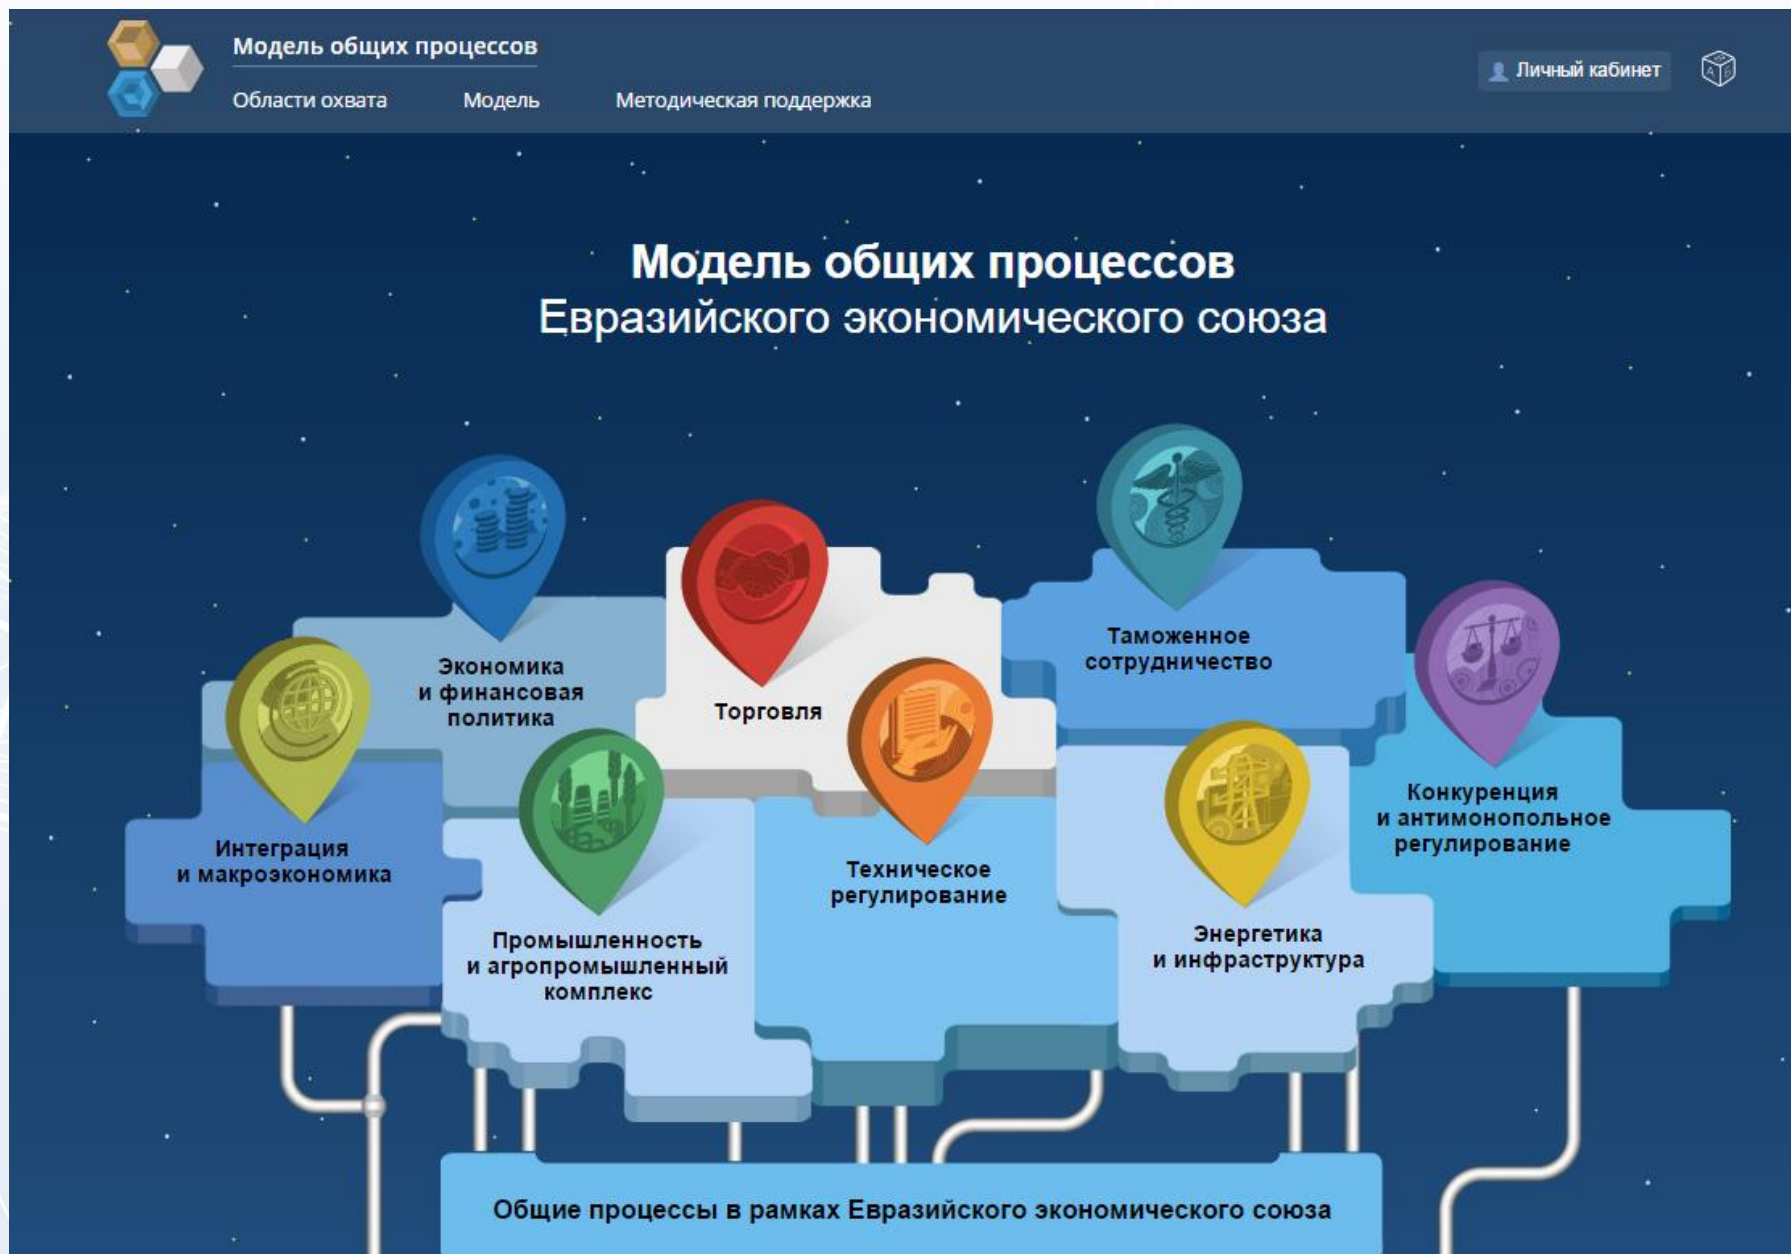 Модель общих процессов
Личный кабинет
Области охвата Модель Методическая поддержка
Модель общих процессов
Евразийского экономического союза
Экономика
и финансовая
политика
Торговля
Таможенное
сотрудничество
Интеграция
и макроэкономика
Промышленность
и агропромышленный
комплекс
Техническое
регулирование
Энергетика
и инфраструктура
Конкуренция
и антимонопольное
регулирование
Общие процессы в рамках Евразийского экономического союза